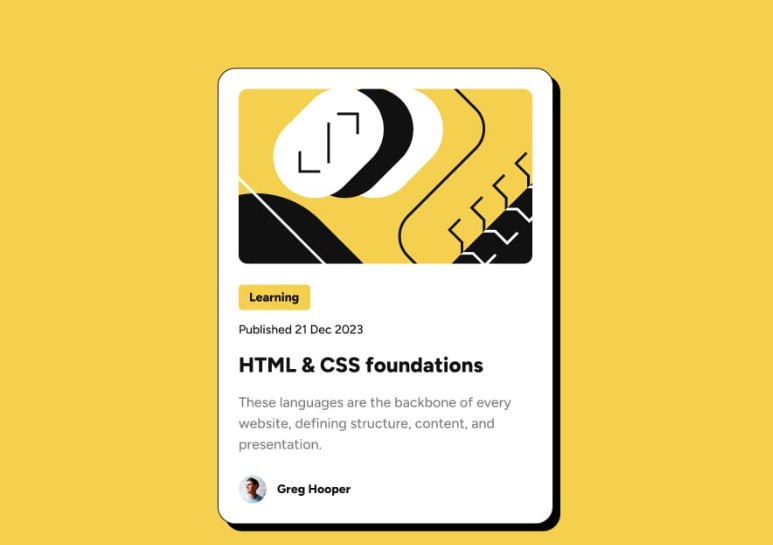 Learning
Published 21 Dec 2023
HTML & CSS foundations
These languages are the backbone of every
website, defining structure, content, and
presentation.
Greg Hooper